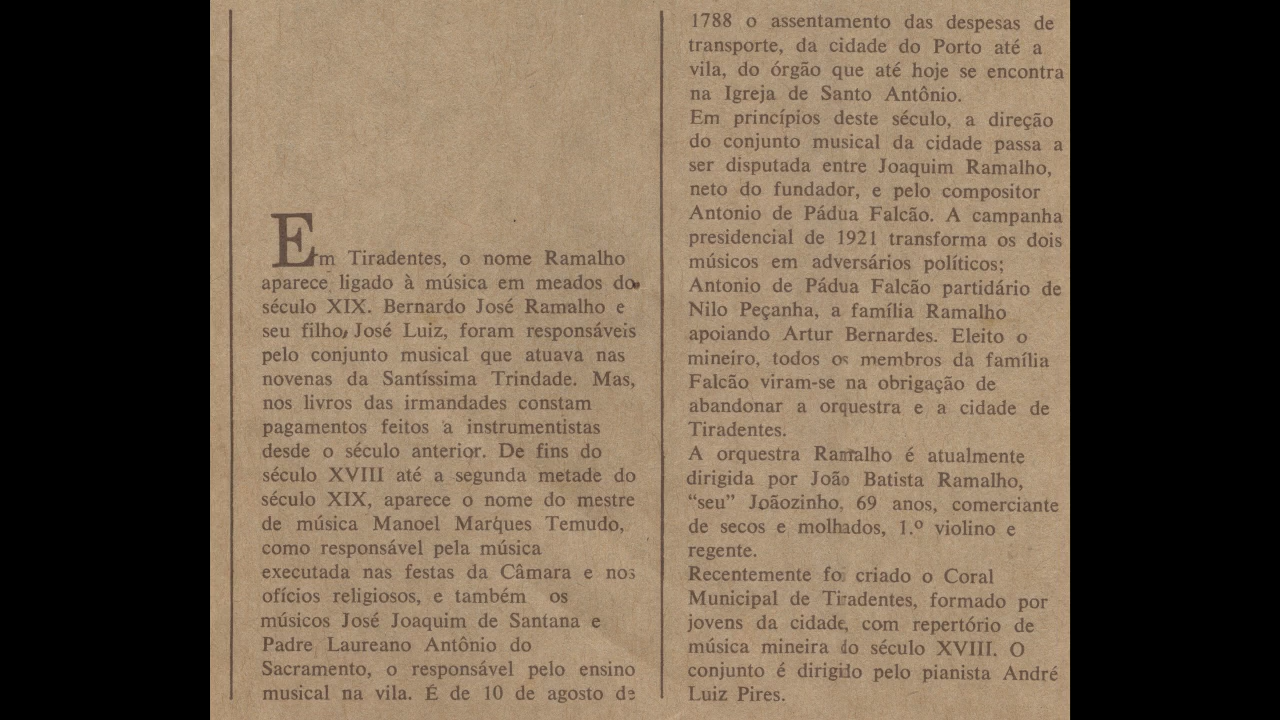 Em Tiradentes, o nome Ramalho
aparece ligado à música em meados do
século XIX. Bernardo José Ramalho e
seu filho, José Luiz, foram responsáveis
pelo conjunto musical que atuava nas
novenas da Santíssima Trindade. Mas,
nos livros das irmandades constam
pagamentos feitos a instrumentistas
desde o século anterior. De fins do
século XVIII até a segunda metade do
século XIX, aparece o nome do mestre
de música Manoel Marques Temudo,
como responsável pela música
executada nas festas da Câmara e nos
ofícios religiosos, e também os
músicos José Joaquim de Santana e
Padre Laureano Antônio do
Sacramento, o responsável pelo ensino
musical na vila. É de 10 de agosto de
1788 o assentamento das despesas de
transporte, da cidade do Porto até a
vila, do órgão que até hoje se encontra
na Igreja de Santo Antônio.
Em princípios deste século, a direção
do conjunto musical da cidade passa a
ser disputada entre Joaquim Ramalho,
neto do fundador, e pelo compositor
Antonio de Pádua Falcão. A campanha
presidencial de 1921 transforma os dois
músicos em adversários políticos;
Antonio de Pádua Falcão partidário de
Nilo Peçanha, a família Ramalho
apoiando Artur Bernardes. Eleito o
mineiro, todos os membros da família
Falcão viram-se na obrigação de
abandonar a orquestra e a cidade de
Tiradentes.
A orquestra Ramalho é atualmente
dirigida por João Batista Ramalho,
“seu” Joãozinho, 69 anos, comerciante
de secos e molhados, 1.º violino e
regente.
Recentemente foi criado o Coral
Municipal de Tiradentes, formado por
jovens da cidade, com repertório de
música mineira do século XVIII. O
conjunto é dirigido pelo pianista André
Luiz Pires.